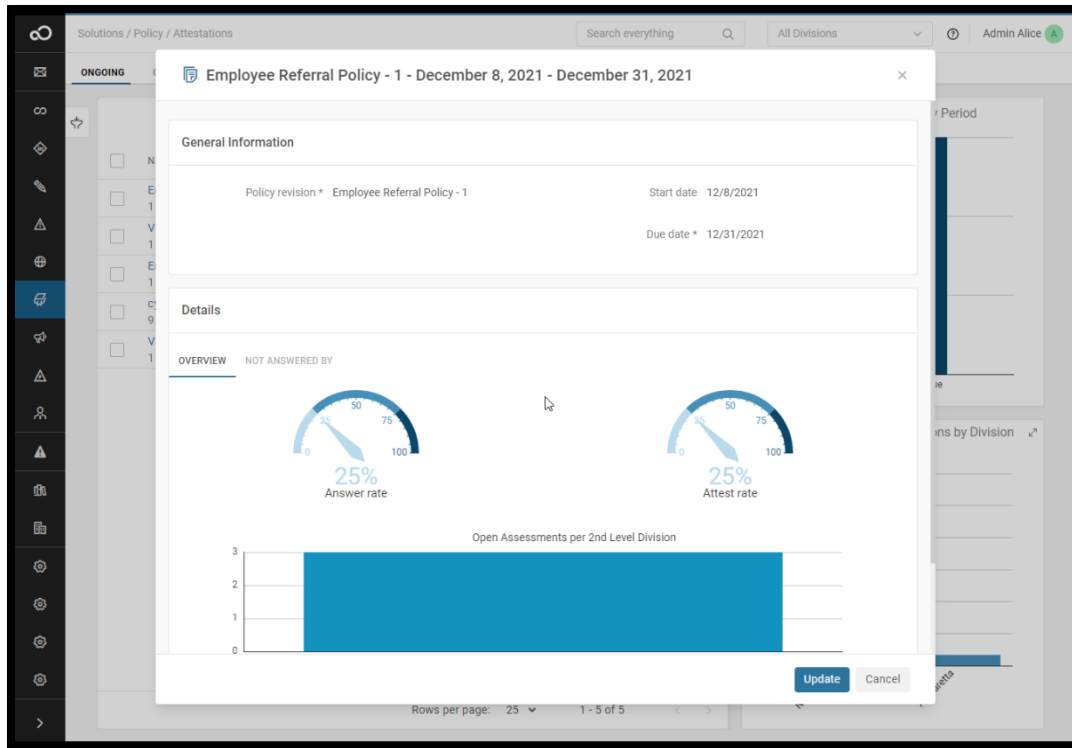 Solutions / Policy / Attestations
Search everything
All Divisions
Admin Alice A
ONGOING
Employee Referral Policy - 1 - December 8, 2021 - December 31, 2021
Period
General Information
Policy revision * Employee Referral Policy - 1
Start date 12/8/2021
Due date * 12/31/2021
Details
OVERVIEW NOT ANSWERED BY
0 25 50 75 100
25%
Answer rate
0 25 50 75 100
25%
Attest rate
by Division
Open Assessments per 2nd Level Division
3
2
1
0
Update Cancel
Rows per page: 25 1 - 5 of 5